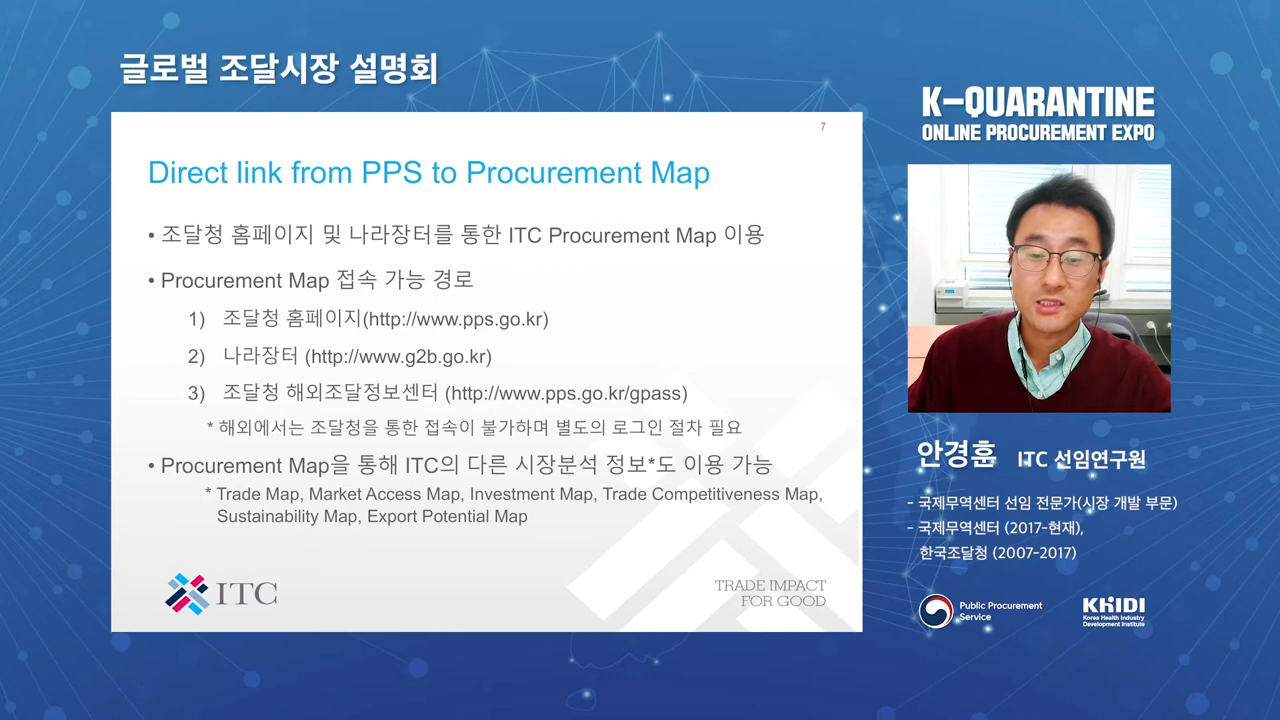 글로벌 조달시장 설명회
7
Direct link from PPS to Procurement Map
• 조달청 홈페이지 및 나라장터를 통한 ITC Procurement Map 이용
• Procurement Map 접속 가능 경로
1) 조달청 홈페이지(http://www.pps.go.kr)
2) 나라장터 (http://www.g2b.go.kr)
3) 조달청 해외조달정보센터 (http://www.pps.go.kr/gpass)
* 해외에서는 조달청을 통한 접속이 불가하며 별도의 로그인 절차 필요
• Procurement Map을 통해 ITC의 다른 시장분석 정보*도 이용 가능
* Trade Map, Market Access Map, Investment Map, Trade Competitiveness Map,
Sustainability Map, Export Potential Map
ITC
TRADE IMPACT
FOR GOOD
K-QUARANTINE
ONLINE PROCUREMENT EXPO
안경훈 ITC 선임연구원
- 국제무역센터 선임 전문가(시장 개발 부문)
- 국제무역센터 (2017-현재),
한국조달청 (2007-2017)
Public Procurement
Service
KHIDI
Korea Health Industry
Development Institute